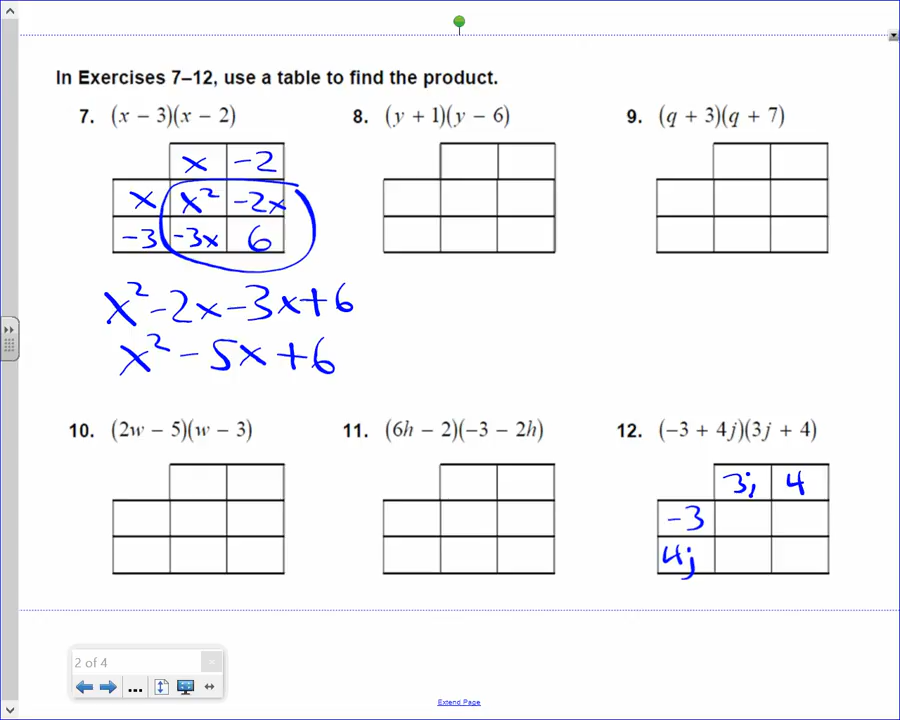 In Exercises 7–12, use a table to find the product.
7. (x − 3)(x − 2)
8. (y + 1)(y − 6)
9. (q + 3)(q + 7)
x -2
x x² -2x
-3 -3x 6
x² - 2x - 3x + 6
x² - 5x + 6
10. (2w − 5)(w − 3)
11. (6h − 2)(−3 − 2h)
12. (−3 + 4j)(3j + 4)
3j 4
-3
4j
2 of 4
Extend Page